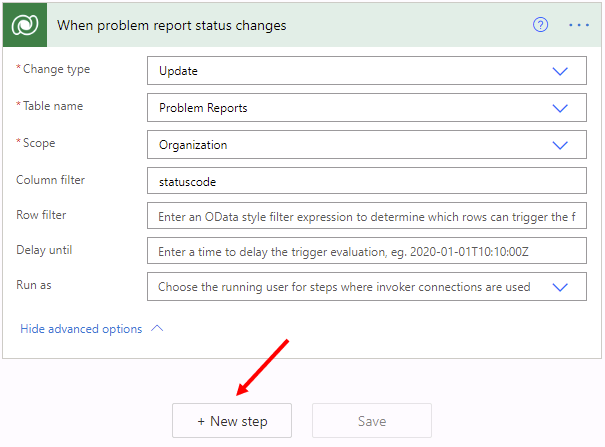 When problem report status changes
* Change type
Update
* Table name
Problem Reports
* Scope
Organization
Column filter
statuscode
Row filter
Enter an OData style filter expression to determine which rows can trigger the f
Delay until
Enter a time to delay the trigger evaluation, eg. 2020-01-01T10:10:00Z
Run as
Choose the running user for steps where invoker connections are used
Hide advanced options
+ New step
Save